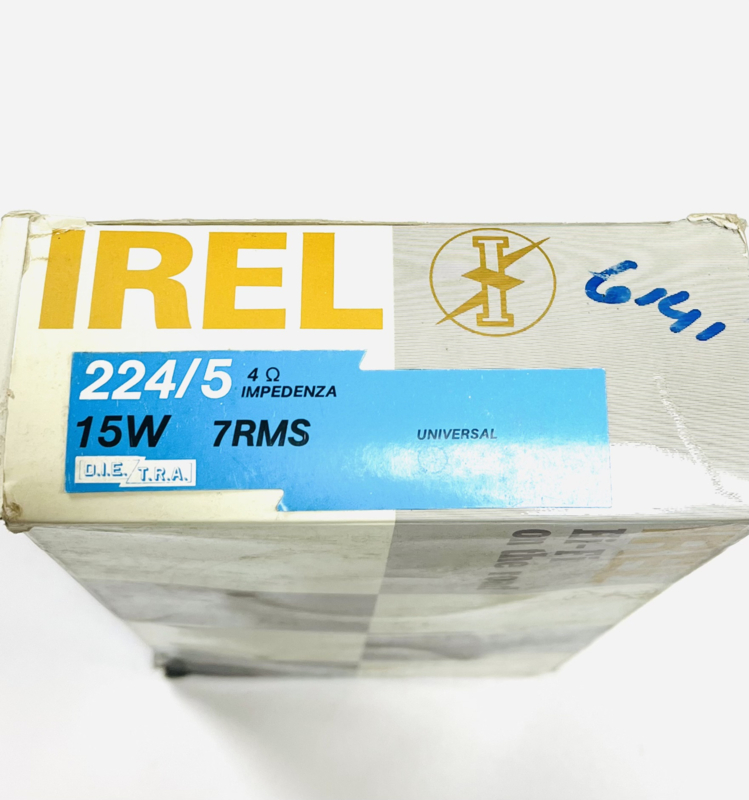 IREL
6141
224/5 4 Ω
IMPEDENZA
15W 7RMS
UNIVERSAL
D.I.E. T.R.A.